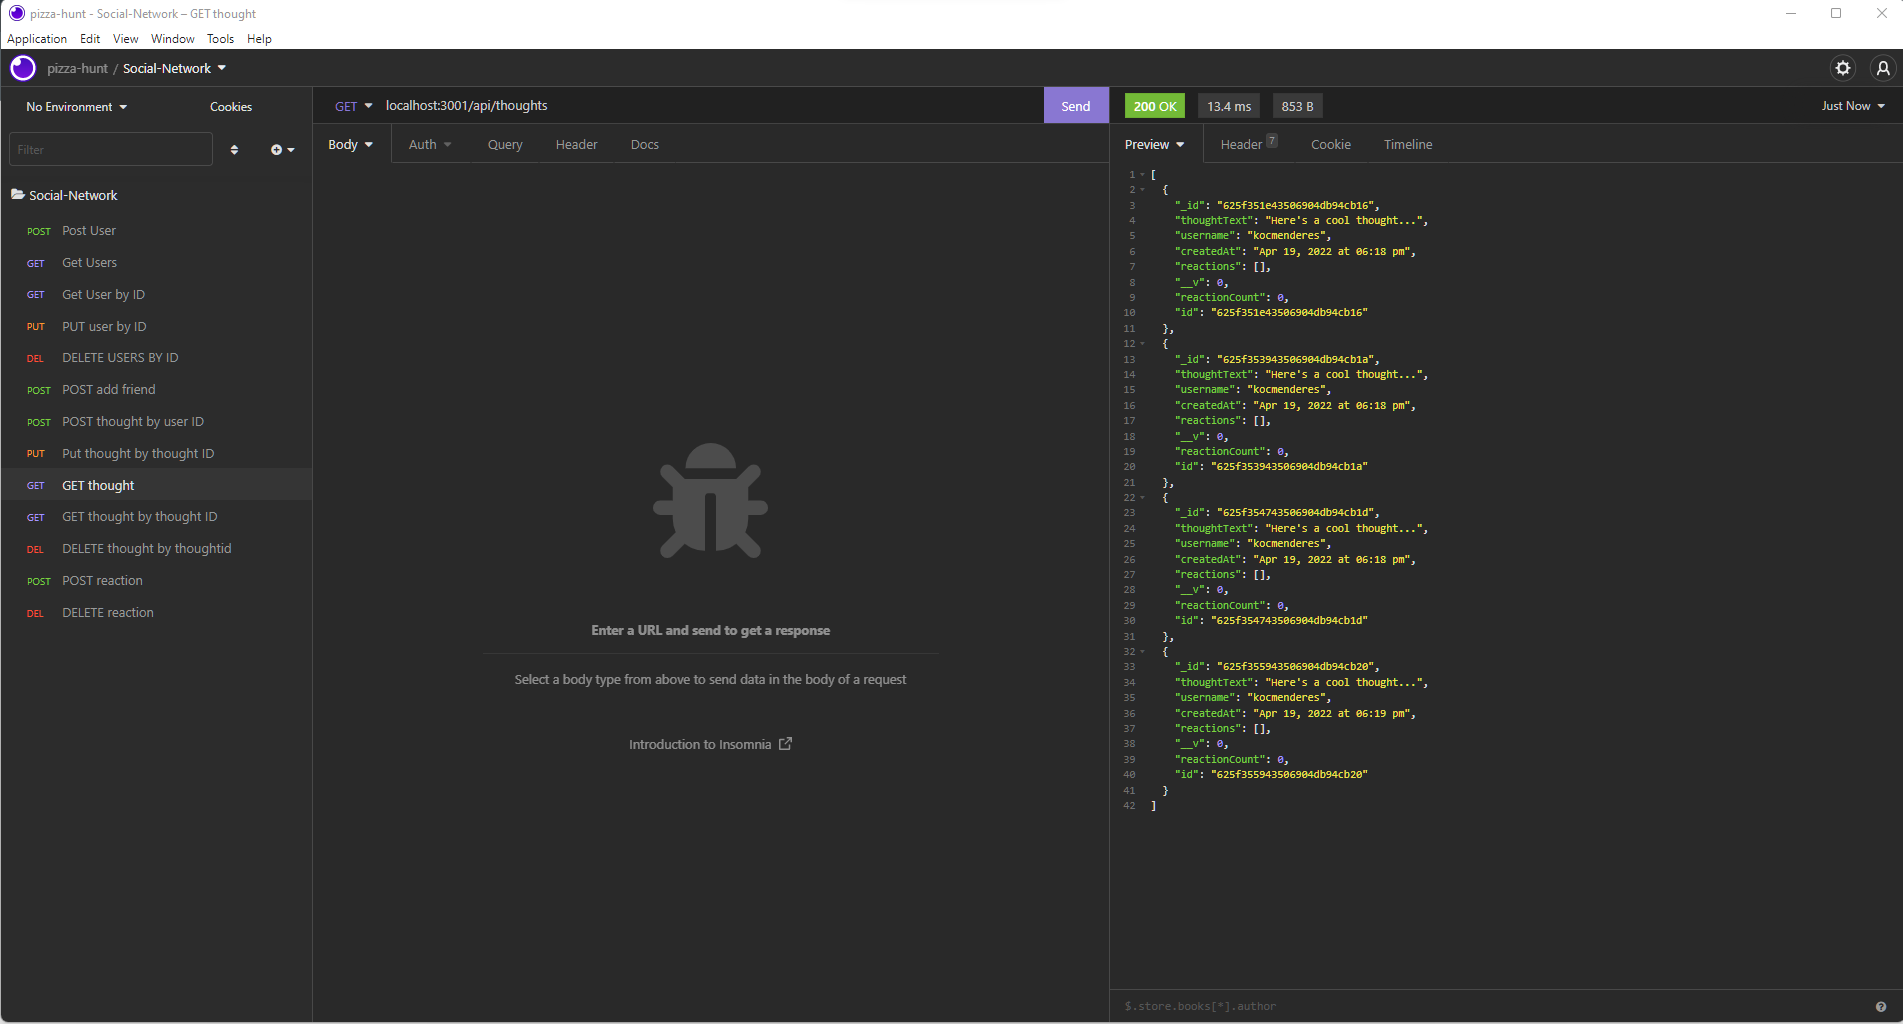 pizza-hunt - Social-Network – GET thought
Application Edit View Window Tools Help
pizza-hunt / Social-Network
No Environment Cookies
Filter
Social-Network
POST Post User
GET Get Users
GET Get User by ID
PUT PUT user by ID
DEL DELETE USERS BY ID
POST POST add friend
POST POST thought by user ID
PUT Put thought by thought ID
GET GET thought
GET GET thought by thought ID
DEL DELETE thought by thoughtid
POST POST reaction
DEL DELETE reaction
GET localhost:3001/api/thoughts Send
Body Auth Query Header Docs
Enter a URL and send to get a response
Select a body type from above to send data in the body of a request
Introduction to Insomnia
200 OK 13.4 ms 853 B Just Now
Preview Header 7 Cookie Timeline
1 [
2 {
3 "_id": "625f351e43506904db94cb16",
4 "thoughtText": "Here's a cool thought...",
5 "username": "kocmenderes",
6 "createdAt": "Apr 19, 2022 at 06:18 pm",
7 "reactions": [],
8 "__v": 0,
9 "reactionCount": 0,
10 "id": "625f351e43506904db94cb16"
11 },
12 {
13 "_id": "625f353943506904db94cb1a",
14 "thoughtText": "Here's a cool thought...",
15 "username": "kocmenderes",
16 "createdAt": "Apr 19, 2022 at 06:18 pm",
17 "reactions": [],
18 "__v": 0,
19 "reactionCount": 0,
20 "id": "625f353943506904db94cb1a"
21 },
22 {
23 "_id": "625f354743506904db94cb1d",
24 "thoughtText": "Here's a cool thought...",
25 "username": "kocmenderes",
26 "createdAt": "Apr 19, 2022 at 06:18 pm",
27 "reactions": [],
28 "__v": 0,
29 "reactionCount": 0,
30 "id": "625f354743506904db94cb1d"
31 },
32 {
33 "_id": "625f355943506904db94cb20",
34 "thoughtText": "Here's a cool thought...",
35 "username": "kocmenderes",
36 "createdAt": "Apr 19, 2022 at 06:19 pm",
37 "reactions": [],
38 "__v": 0,
39 "reactionCount": 0,
40 "id": "625f355943506904db94cb20"
41 }
42 ]
$.store.books[*].author